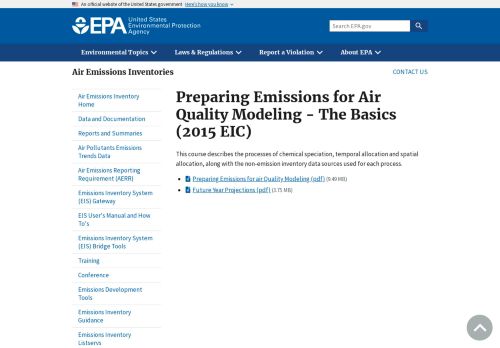 An official website of the United States government Here's how you know
EPA United States
Environmental Protection
Agency
Search EPA.gov
Environmental Topics Laws & Regulations Report a Violation About EPA
Air Emissions Inventories CONTACT US
Air Emissions Inventory
Home
Data and Documentation
Reports and Summaries
Air Pollutants Emissions
Trends Data
Air Emissions Reporting
Requirement (AERR)
Emissions Inventory System
(EIS) Gateway
EIS User's Manual and How
To's
Emissions Inventory System
(EIS) Bridge Tools
Training
Conference
Emissions Development
Tools
Emissions Inventory
Guidance
Emissions Inventory
Listservs
Preparing Emissions for Air
Quality Modeling - The Basics
(2015 EIC)
This course describes the processes of chemical speciation, temporal allocation and spatial
allocation, along with the non-emission inventory data sources used for each process.
Preparing Emissions for air Quality Modeling (pdf) (9.49 MB)
Future Year Projections (pdf) (3.75 MB)